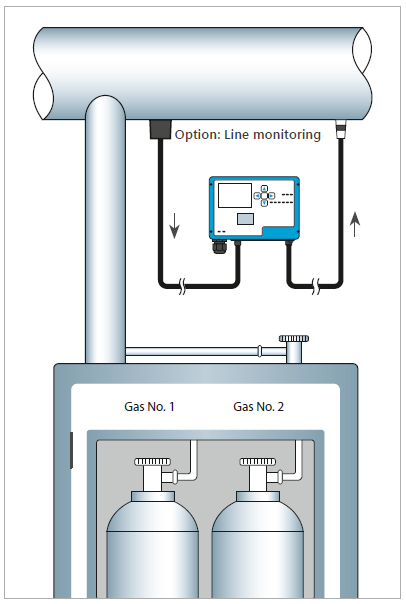 Option: Line monitoring
Gas No. 1
Gas No. 2